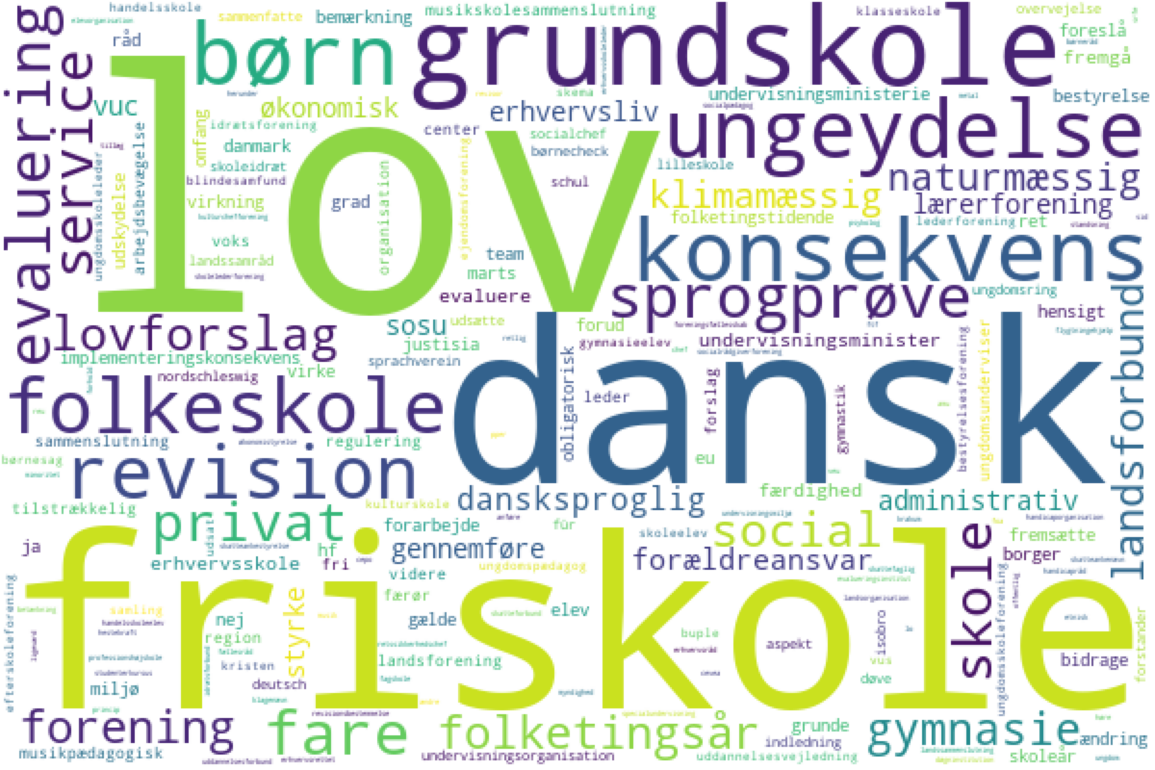 handelsskole
råd
børn
evaluering
service
vuc
sammenfatte
bemærkning
musikskolesammenslutning
grundskole
klasseskole
overvejelse
foreslå
fremgå
økonomisk
erhvervsliv
undervisningsministerie
bestyrelse
idrætsforening
omfang
danmark
center
socialchef
børnecheck
lov
ungeydelse
skoleidræt
blindesamfund
arbejdsbevægelse
udskydelse
ungdomsskoleleder
virkning
grad
organisation
ejendomsforening
schul
lilleskole
klimamæssig
naturmæssig
lærerforening
folketingstidende
lederforening
ret
voks
landssamråd
team
marts
konsekvens
evaluere
sprogprøve
ungdomsring
hensigt
lovforslag
sosu
udsætte
justisia
forud
gymnasieelev
undervisningsminister
implementeringskonsekvens
virke
sprachverein
nordschleswig
folkeskole
obligatorisk
leder
forslag
gymnastik
dansk
bestyrelsesforening
ungdomsunderviser
landsforbund
sammenslutning
regulering
børnesag
revision
eu
dansksproglig
færdighed
administrativ
tilstrækkelig
privat
kulturskole
forarbejde
für
skoleelev
social
fremsætte
ja
udsat
hf
fri
gennemføre
forældreansvar
skole
borger
erhvervsskole
videre
ungdomspædagog
færør
friskole
efterskoleforening
samling
nej
styrke
gælde
elev
region
kristen
landsforening
buple
aspekt
isobro
vus
døve
ungdomsskoleforening
bidrage
forstander
professionshøjskole
miljø
deutsch
forening
fare
folketingsår
grunde
indledning
gymnasie
ændring
musikpædagogisk
undervisningsorganisation
uddannelsesvejledning
skoleår